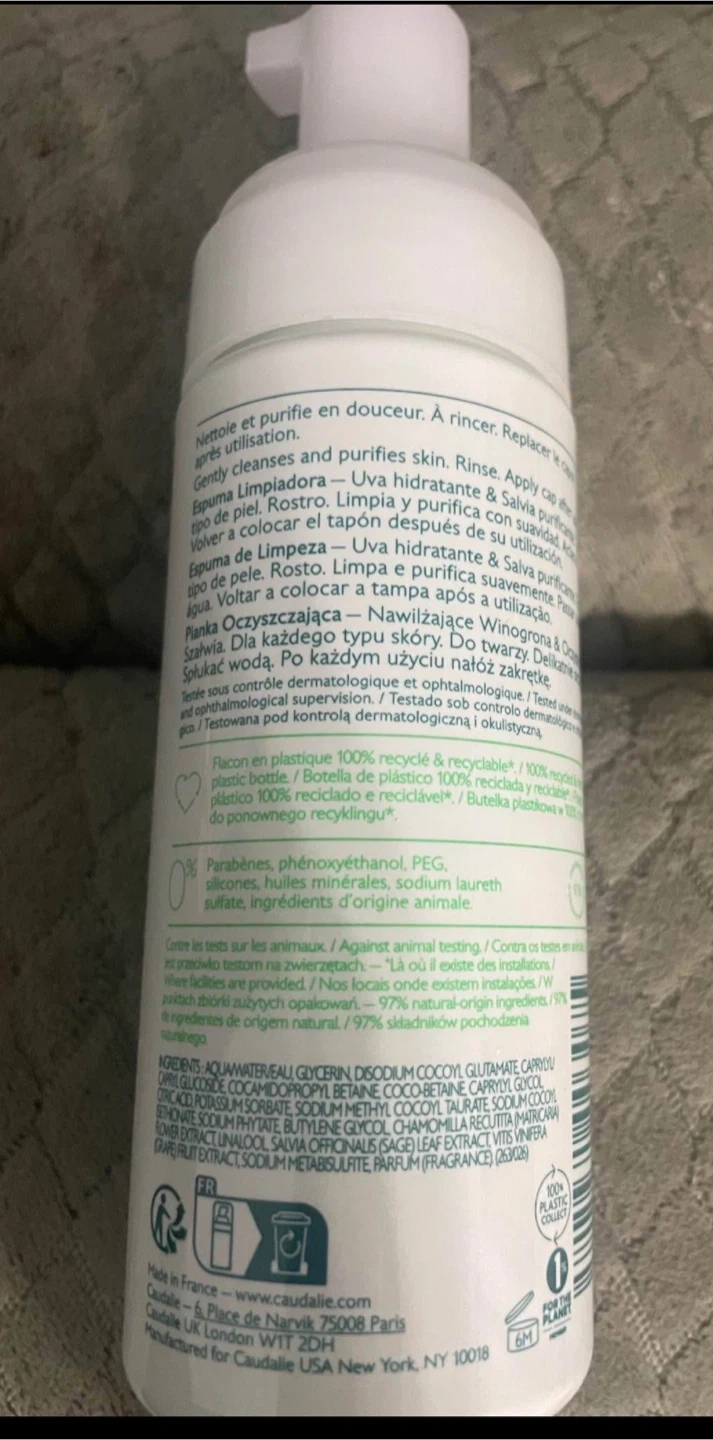 Nettoie et purifie en douceur. À rincer. Replacer le
après utilisation.
Gently cleanses and purifies skin. Rinse. Apply cap after
Espuma Limpiadora – Uva hidratante & Salvia purificante
tipo de piel. Rostro. Limpia y purifica con suavidad.
Volver a colocar el tapón después de su utilización.
Espuma de Limpeza – Uva hidratante & Salva purificante
tipo de pele. Rosto. Limpa e purifica suavemente. Passar
água. Voltar a colocar a tampa após a utilização.
Pianka Oczyszczająca – Nawilżające Winogrona &
Szałwia. Dla każdego typu skóry. Do twarzy. Delikatnie
Spłukać wodą. Po każdym użyciu nałóż zakrętkę.
Testée sous contrôle dermatologique et ophtalmologique. / Tested under
and ophthalmological supervision. / Testado sob controlo
/ Testowana pod kontrolą dermatologiczną i okulistyczną.
Flacon en plastique 100% recyclé & recyclable*. / 100% recycled
plastic bottle. / Botella de plástico 100% reciclada y reciclable*.
plástico 100% reciclado e reciclável*. / Butelka plastikowa w
do ponownego recyklingu*.
0% Parabènes, phénoxyéthanol, PEG,
silicones, huiles minérales, sodium laureth
sulfate, ingrédients d'origine animale.
Contre les tests sur les animaux. / Against animal testing. / Contra os testes em
est przeciwko testom na zwierzętach. – *Là où il existe des installations. /
Where facilities are provided. / Nos locais onde existem instalações. / W
punktach zbiórki zużytych opakowań. – 97% natural-origin ingredients. / 97%
de ingredientes de origem natural. / 97% składników pochodzenia
naturalnego.
INGREDIENTS: AQUA/WATER/EAU, GLYCERIN, DISODIUM COCOYL GLUTAMATE, CAPRYLYL/
CAPRYL GLUCOSIDE, COCAMIDOPROPYL BETAINE, COCO-BETAINE, CAPRYLYL GLYCOL,
CITRIC ACID, POTASSIUM SORBATE, SODIUM METHYL COCOYL TAURATE, SODIUM COCOYL
ISETHIONATE, SODIUM PHYTATE, BUTYLENE GLYCOL, CHAMOMILLA RECUTITA (MATRICARIA)
FLOWER EXTRACT, LINALOOL, SALVIA OFFICINALIS (SAGE) LEAF EXTRACT, VITIS VINIFERA
(GRAPE) FRUIT EXTRACT, SODIUM METABISULFITE, PARFUM (FRAGRANCE). (263/026)
FR
100%
PLASTIC
COLLECT
1%
FOR THE
PLANET
6M
Made in France – www.caudalie.com
Caudalie – 6, Place de Narvik 75008 Paris
Caudalie UK London W1T 2DH
Manufactured for Caudalie USA New York, NY 10018